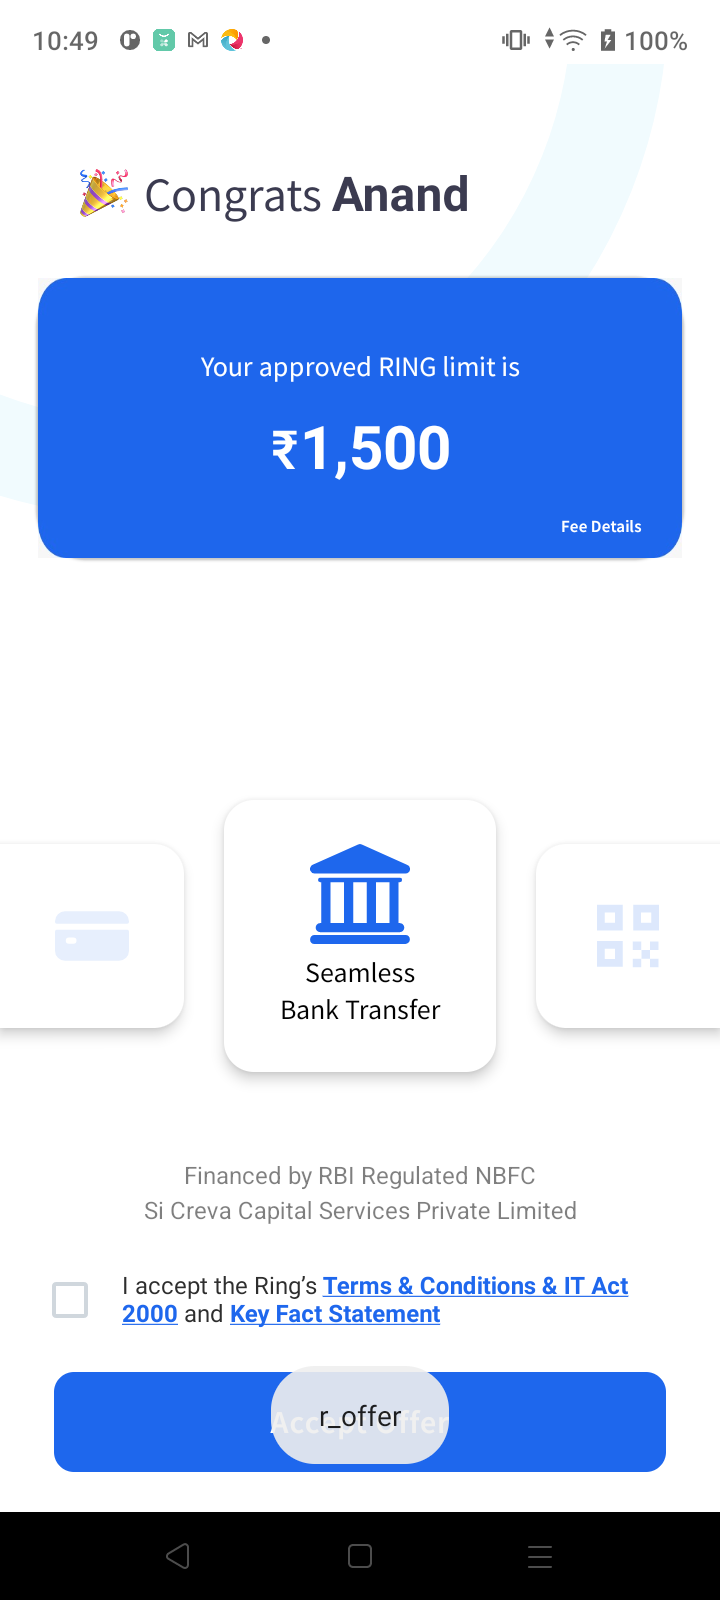 10:49
100%
Congrats Anand
Your approved RING limit is
₹1,500
Fee Details
Seamless
Bank Transfer
Financed by RBI Regulated NBFC
Si Creva Capital Services Private Limited
I accept the Ring’s Terms & Conditions & IT Act
2000 and Key Fact Statement
Accept Offer
r_offer